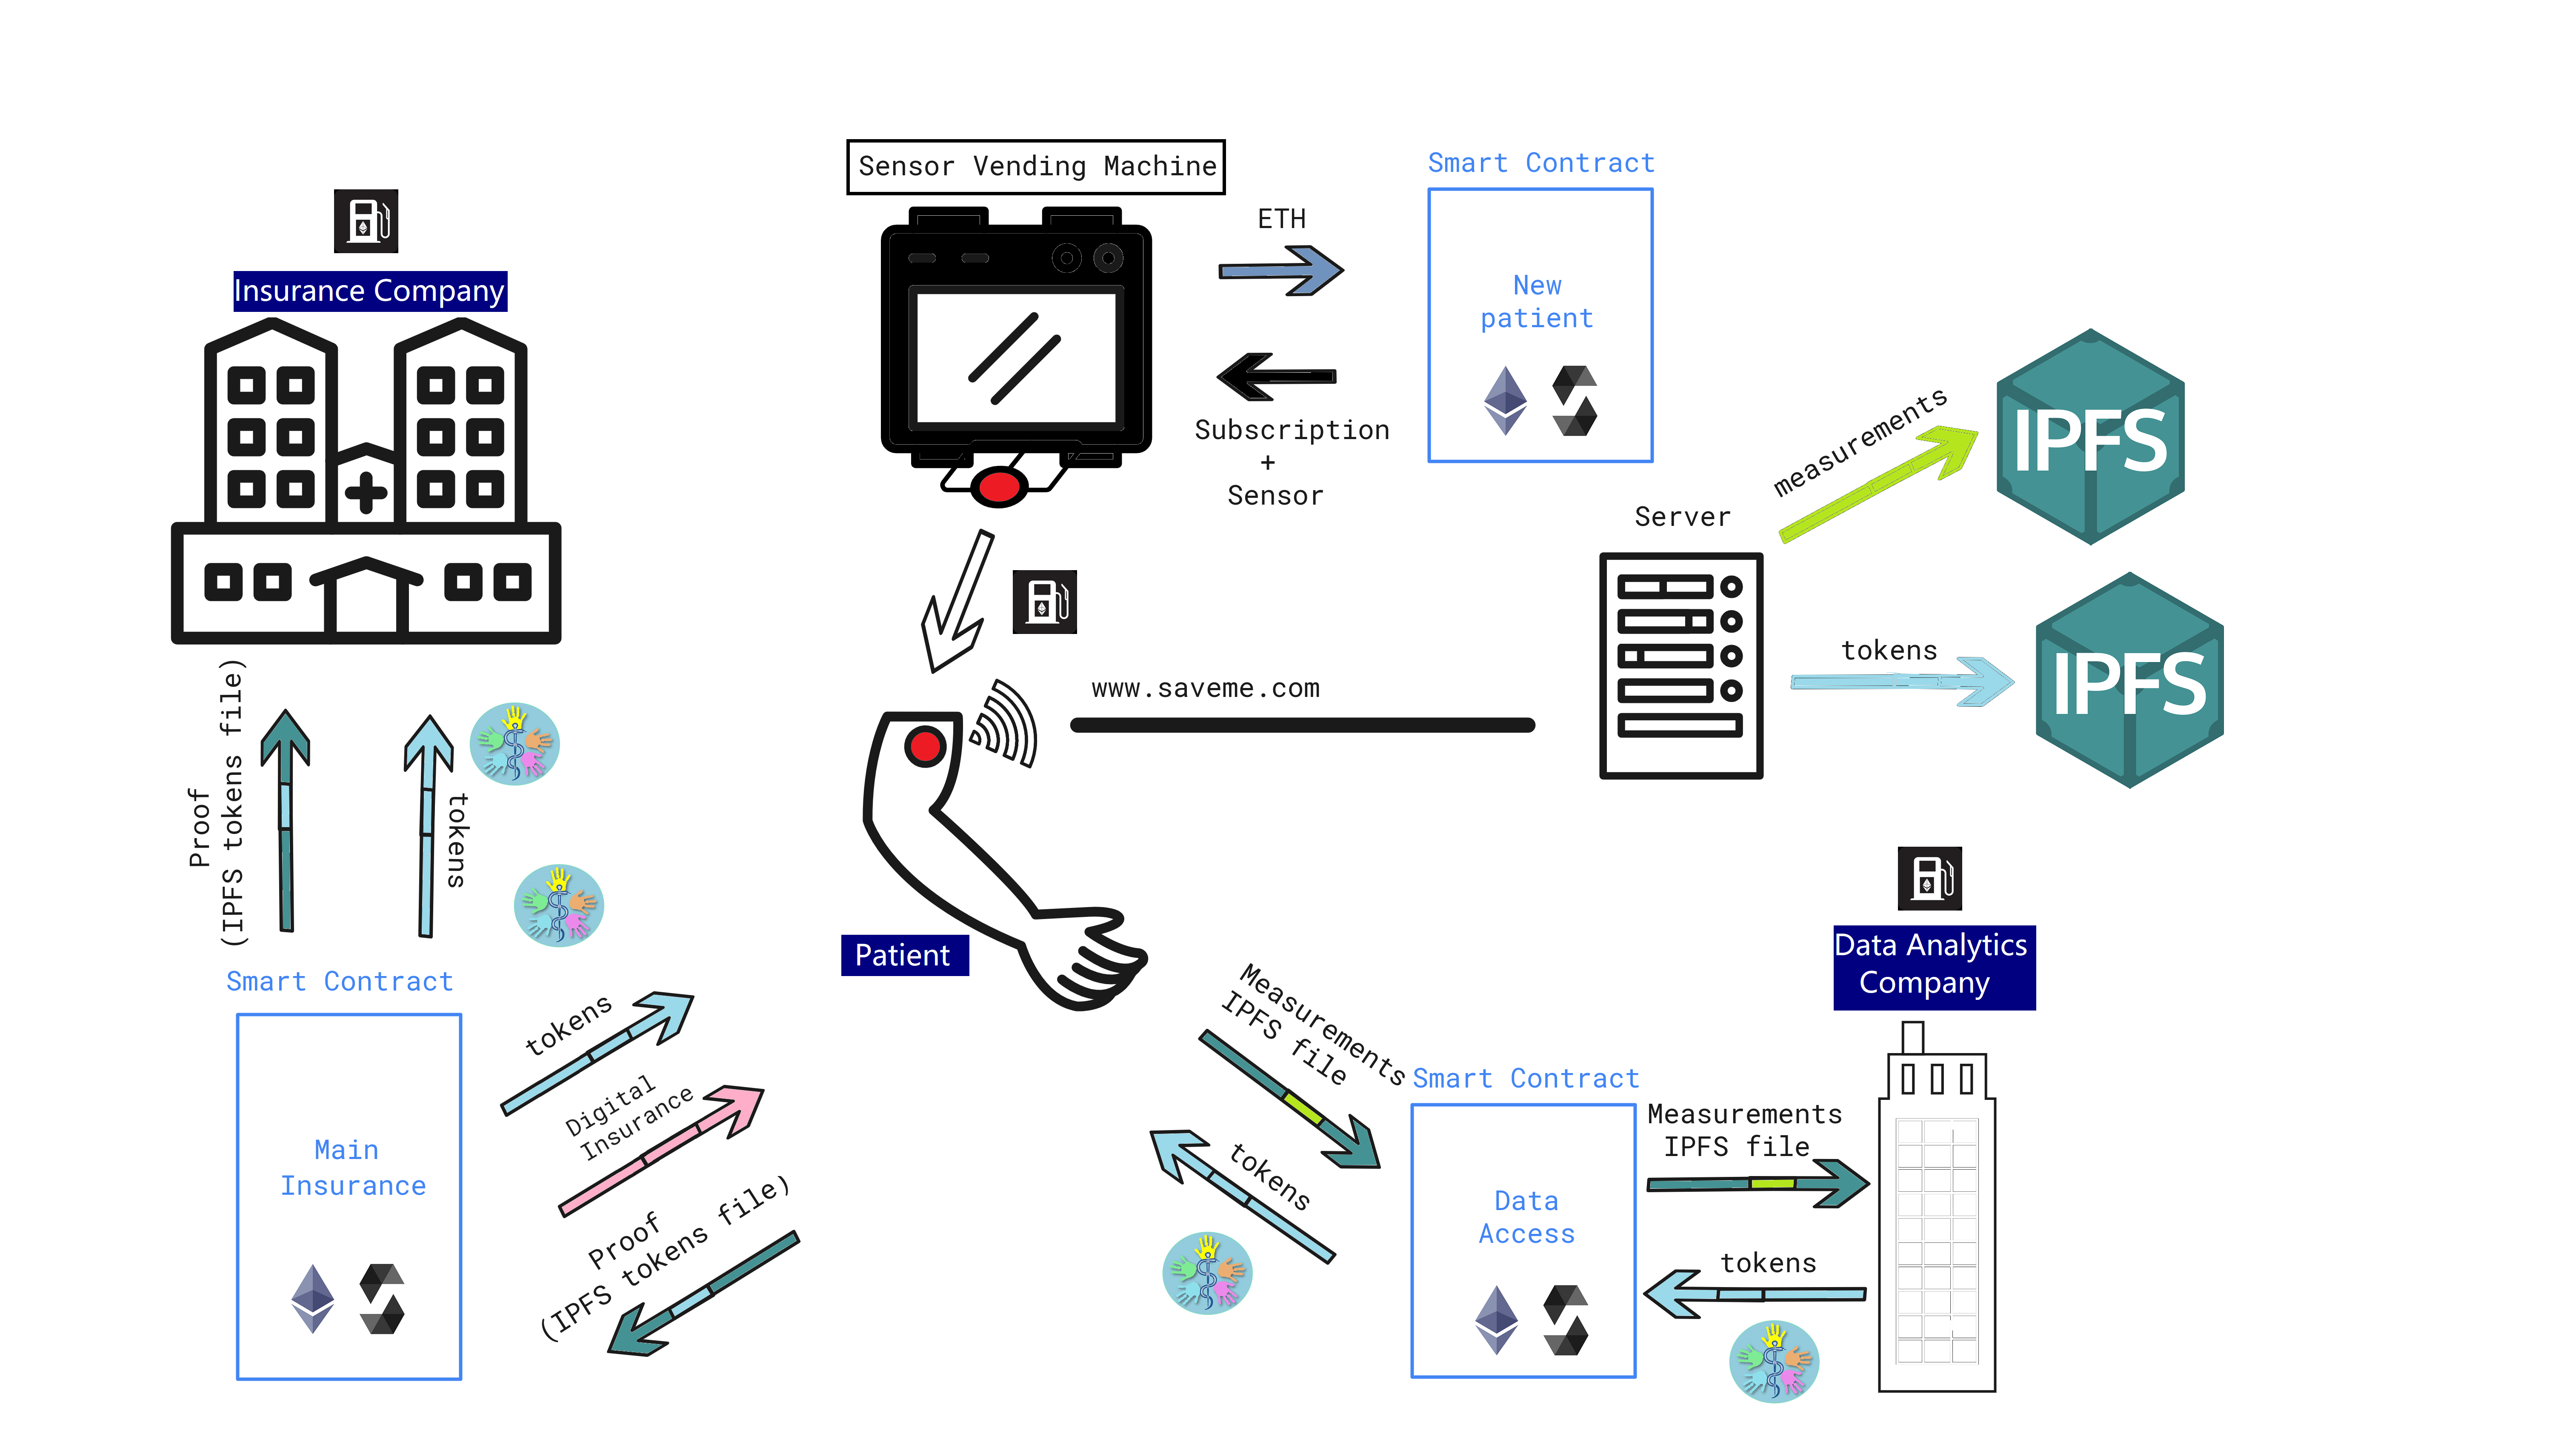 Sensor Vending Machine
Smart Contract
ETH
New
patient
Subscription
+
Sensor
Insurance Company
measurements
IPFS
Server
tokens
IPFS
www.saveme.com
Proof
(IPFS tokens file)
tokens
Patient
Data Analytics
Company
Smart Contract
Main
Insurance
tokens
Digital
Insurance
Proof
(IPFS tokens file)
Measurements
IPFS file
tokens
Smart Contract
Data
Access
Measurements
IPFS file
tokens